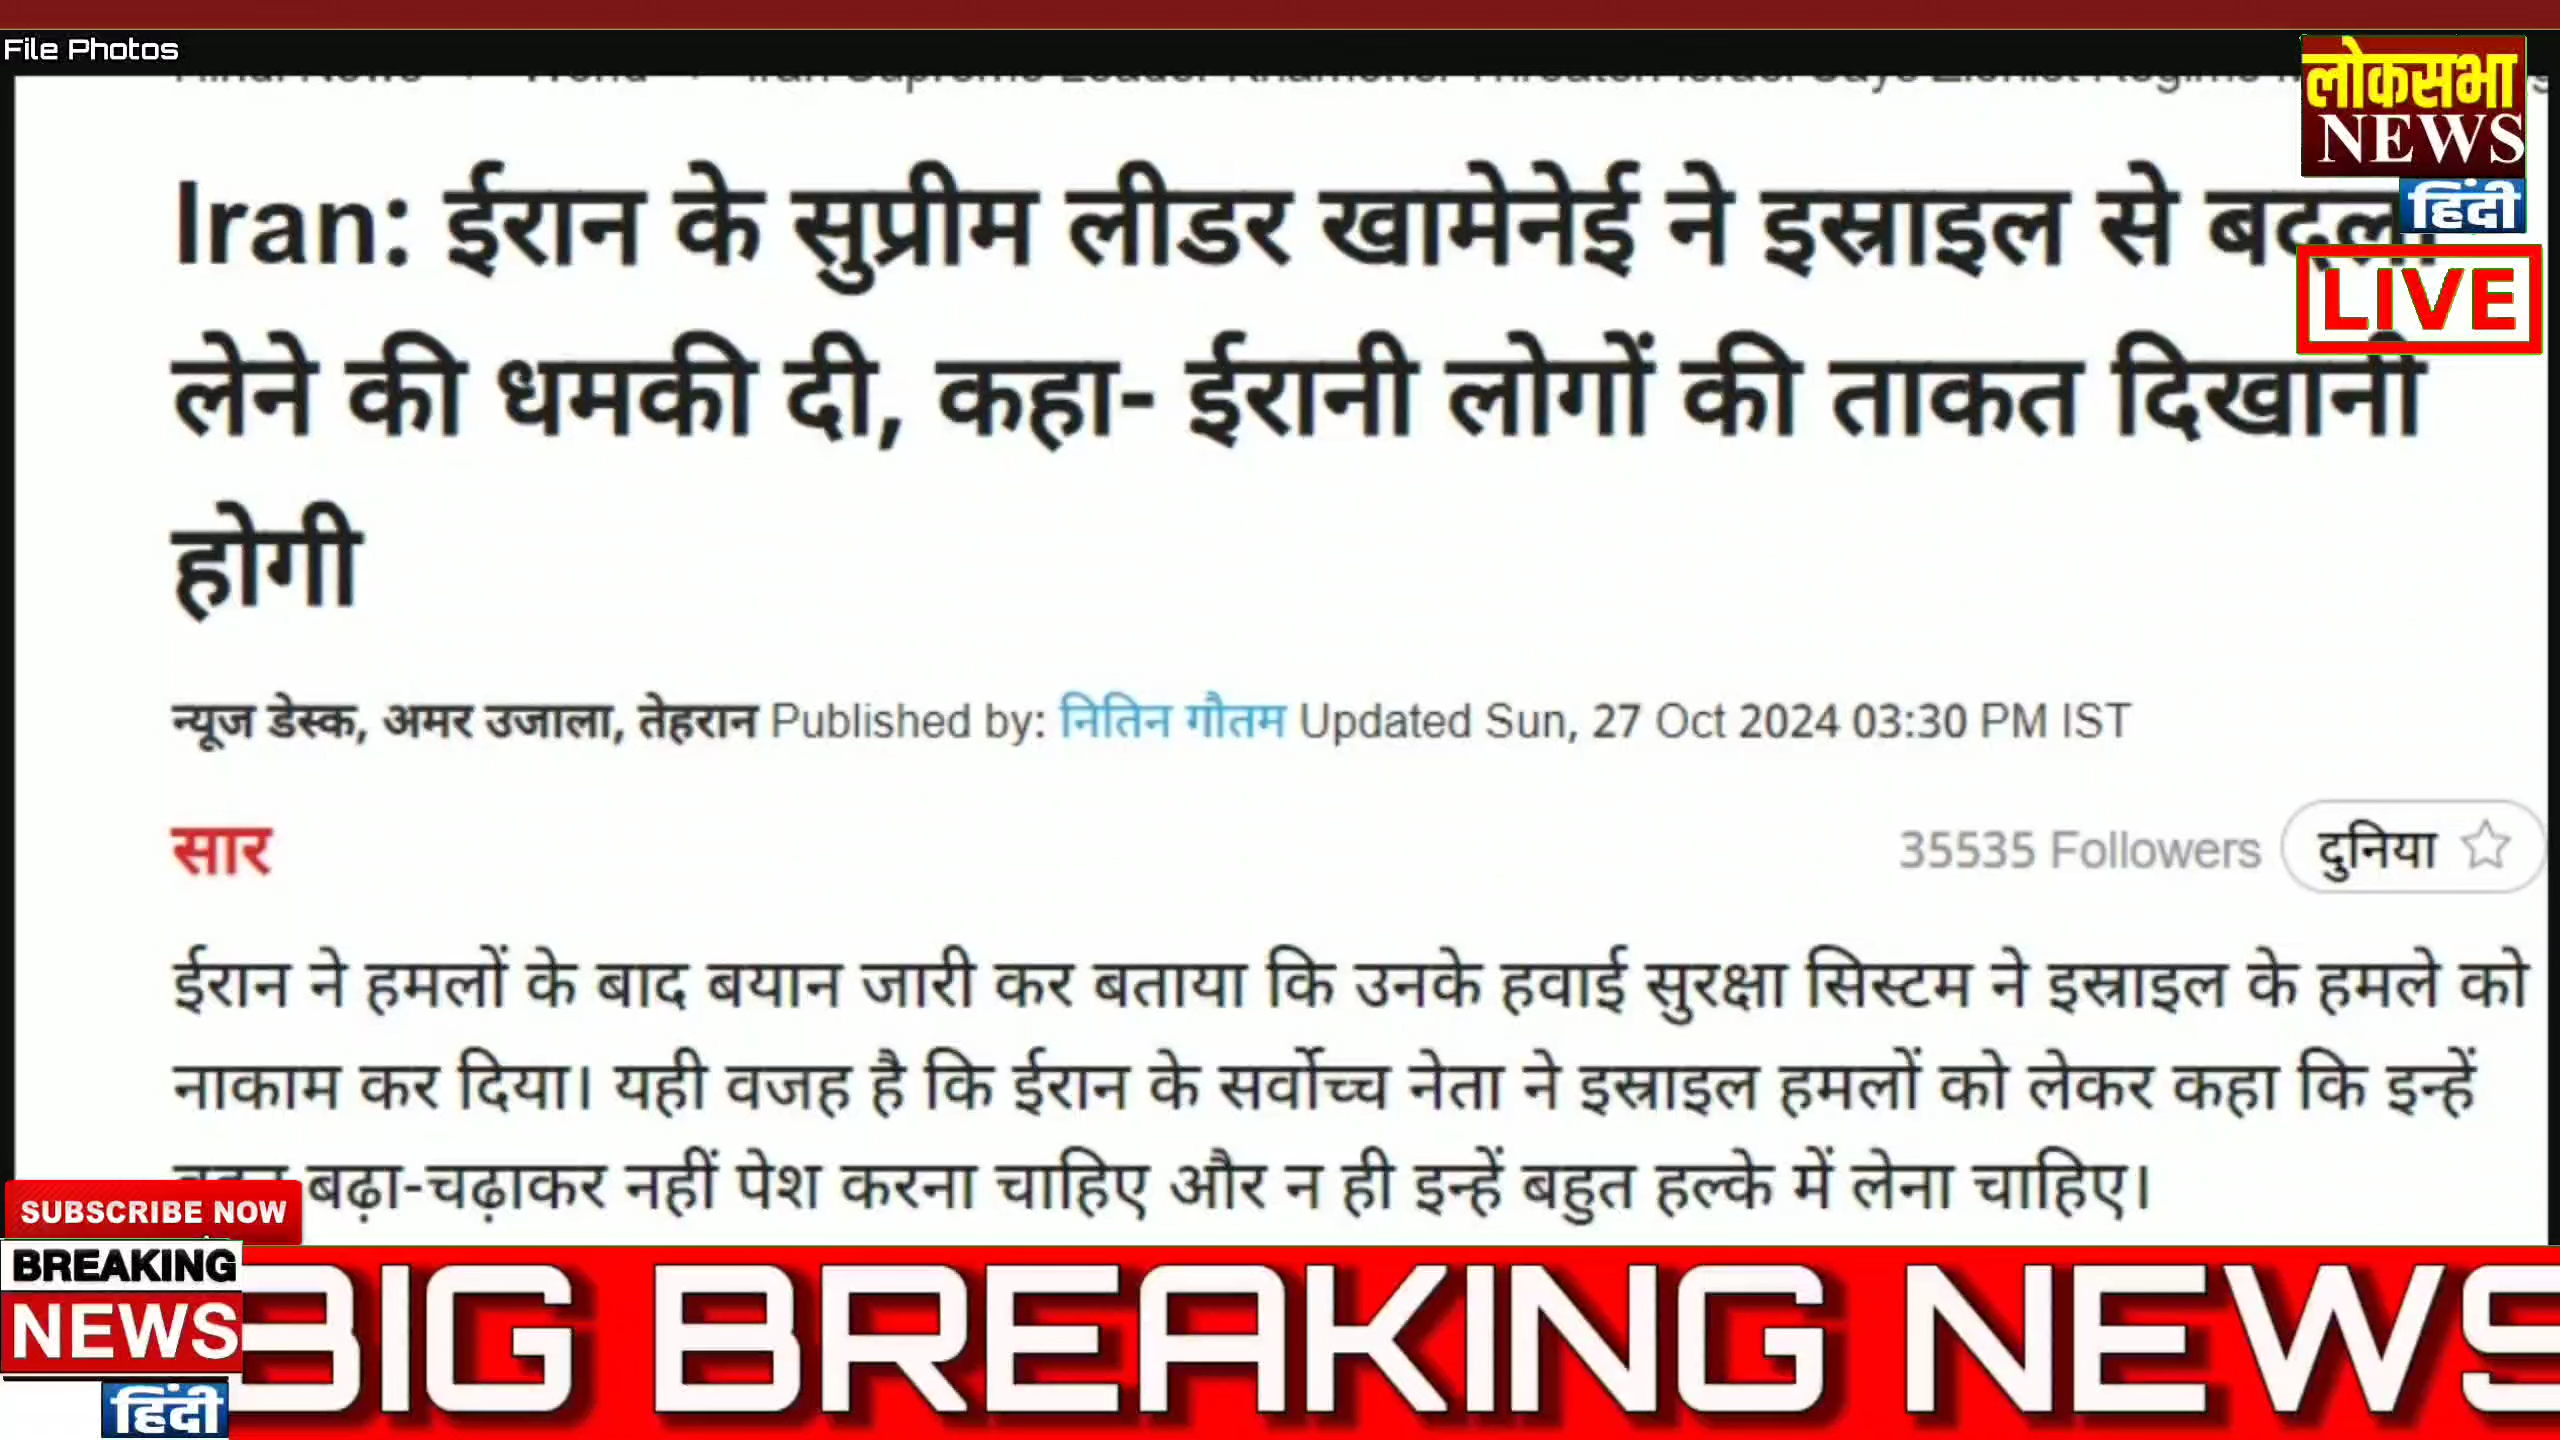 File Photos
लोकसभा
NEWS
हिंदी
LIVE
Iran: ईरान के सुप्रीम लीडर खामेनेई ने इस्राइल से बदला
लेने की धमकी दी, कहा- ईरानी लोगों की ताकत दिखानी
होगी
न्यूज डेस्क, अमर उजाला, तेहरान Published by: नितिन गौतम Updated Sun, 27 Oct 2024 03:30 PM IST
सार
35535 Followers दुनिया
ईरान ने हमलों के बाद बयान जारी कर बताया कि उनके हवाई सुरक्षा सिस्टम ने इस्राइल के हमले को
नाकाम कर दिया। यही वजह है कि ईरान के सर्वोच्च नेता ने इस्राइल हमलों को लेकर कहा कि इन्हें
बढ़ा-चढ़ाकर नहीं पेश करना चाहिए और न ही इन्हें बहुत हल्के में लेना चाहिए।
SUBSCRIBE NOW
BREAKING
NEWS
हिंदी
BIG BREAKING NEWS